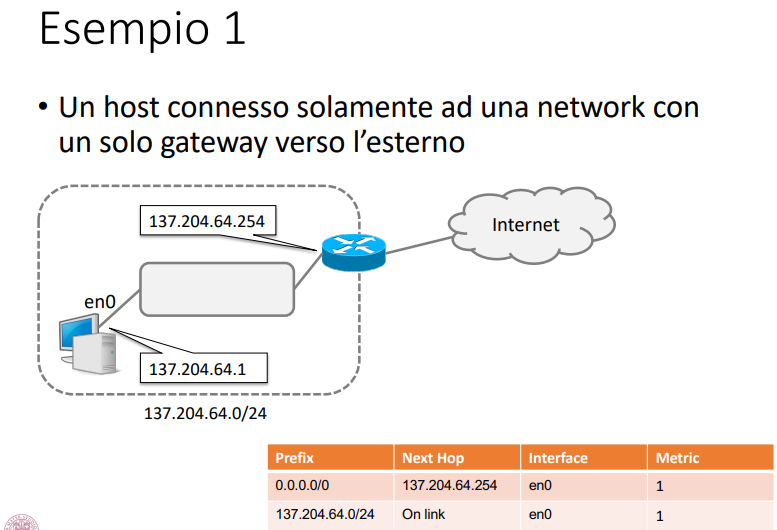 Esempio 1
• Un host connesso solamente ad una network con
un solo gateway verso l'esterno
137.204.64.254
Internet
en0
137.204.64.1
137.204.64.0/24
Prefix Next Hop Interface Metric
0.0.0.0/0 137.204.64.254 en0 1
137.204.64.0/24 On link en0 1